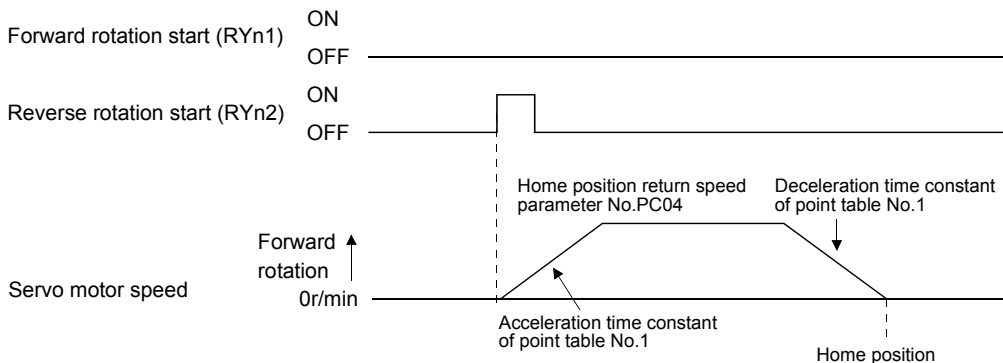 ON
Forward rotation start (RYn1)
OFF
ON
Reverse rotation start (RYn2)
OFF
Home position return speed
parameter No.PC04
Deceleration time constant
of point table No.1
Forward
rotation
Servo motor speed
0r/min
Acceleration time constant
of point table No.1
Home position